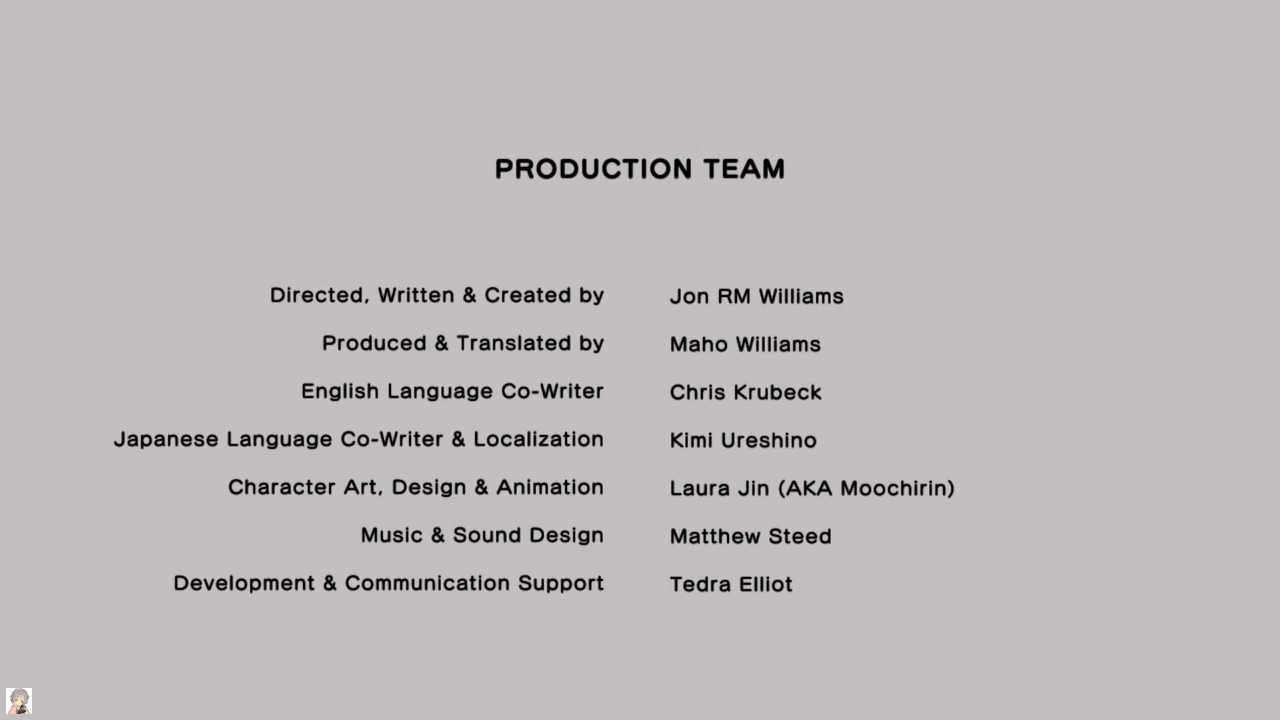 PRODUCTION TEAM
Directed, Written & Created by Jon RM Williams
Produced & Translated by Maho Williams
English Language Co-Writer Chris Krubeck
Japanese Language Co-Writer & Localization Kimi Ureshino
Character Art, Design & Animation Laura Jin (AKA Moochirin)
Music & Sound Design Matthew Steed
Development & Communication Support Tedra Elliot